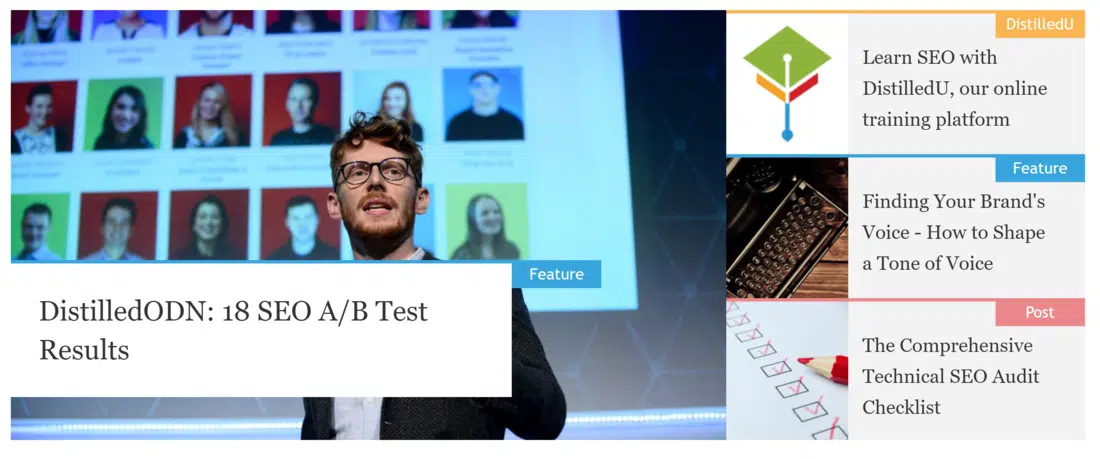 Feature
DistilledODN: 18 SEO A/B Test
Results
DistilledU
Learn SEO with
DistilledU, our online
training platform
Feature
Finding Your Brand's
Voice - How to Shape
a Tone of Voice
Post
The Comprehensive
Technical SEO Audit
Checklist